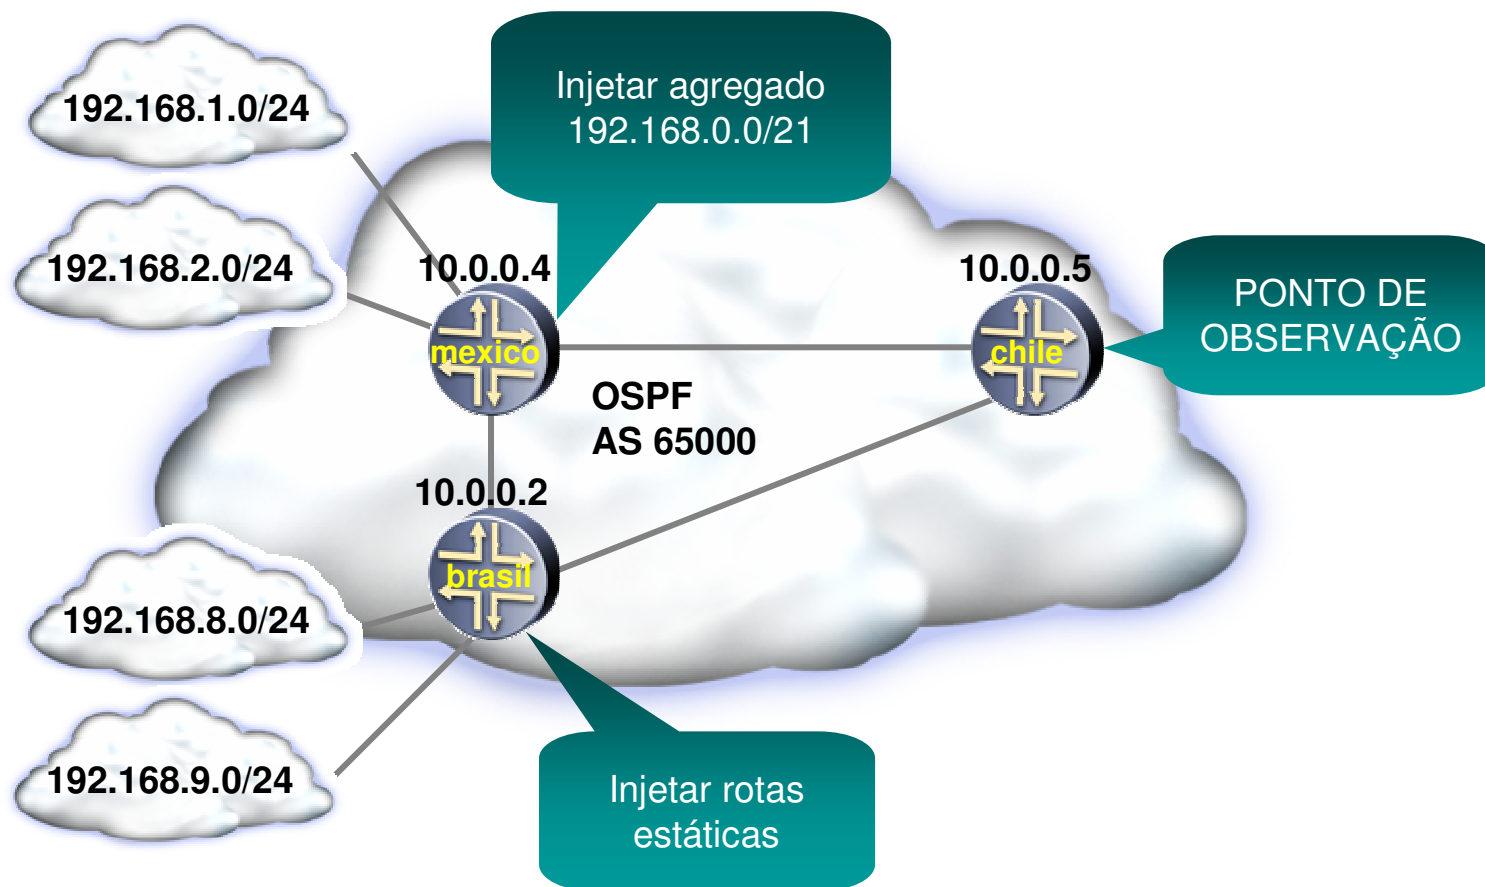 192.168.1.0/24
Injetar agregado
192.168.0.0/21
192.168.2.0/24
10.0.0.4
10.0.0.5
PONTO DE
OBSERVAÇÃO
mexico
chile
OSPF
AS 65000
10.0.0.2
brasil
192.168.8.0/24
192.168.9.0/24
Injetar rotas
estáticas